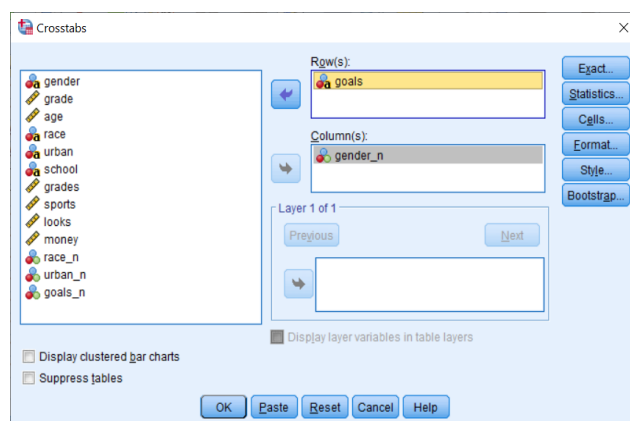 Crosstabs
gender
grade
age
race
urban
school
grades
sports
looks
money
race_n
urban_n
goals_n
Row(s):
goals
Column(s):
gender_n
Layer 1 of 1
Previous
Next
Display layer variables in table layers
Exact...
Statistics...
Cells...
Format...
Style...
Bootstrap...
Display clustered bar charts
Suppress tables
OK Paste Reset Cancel Help